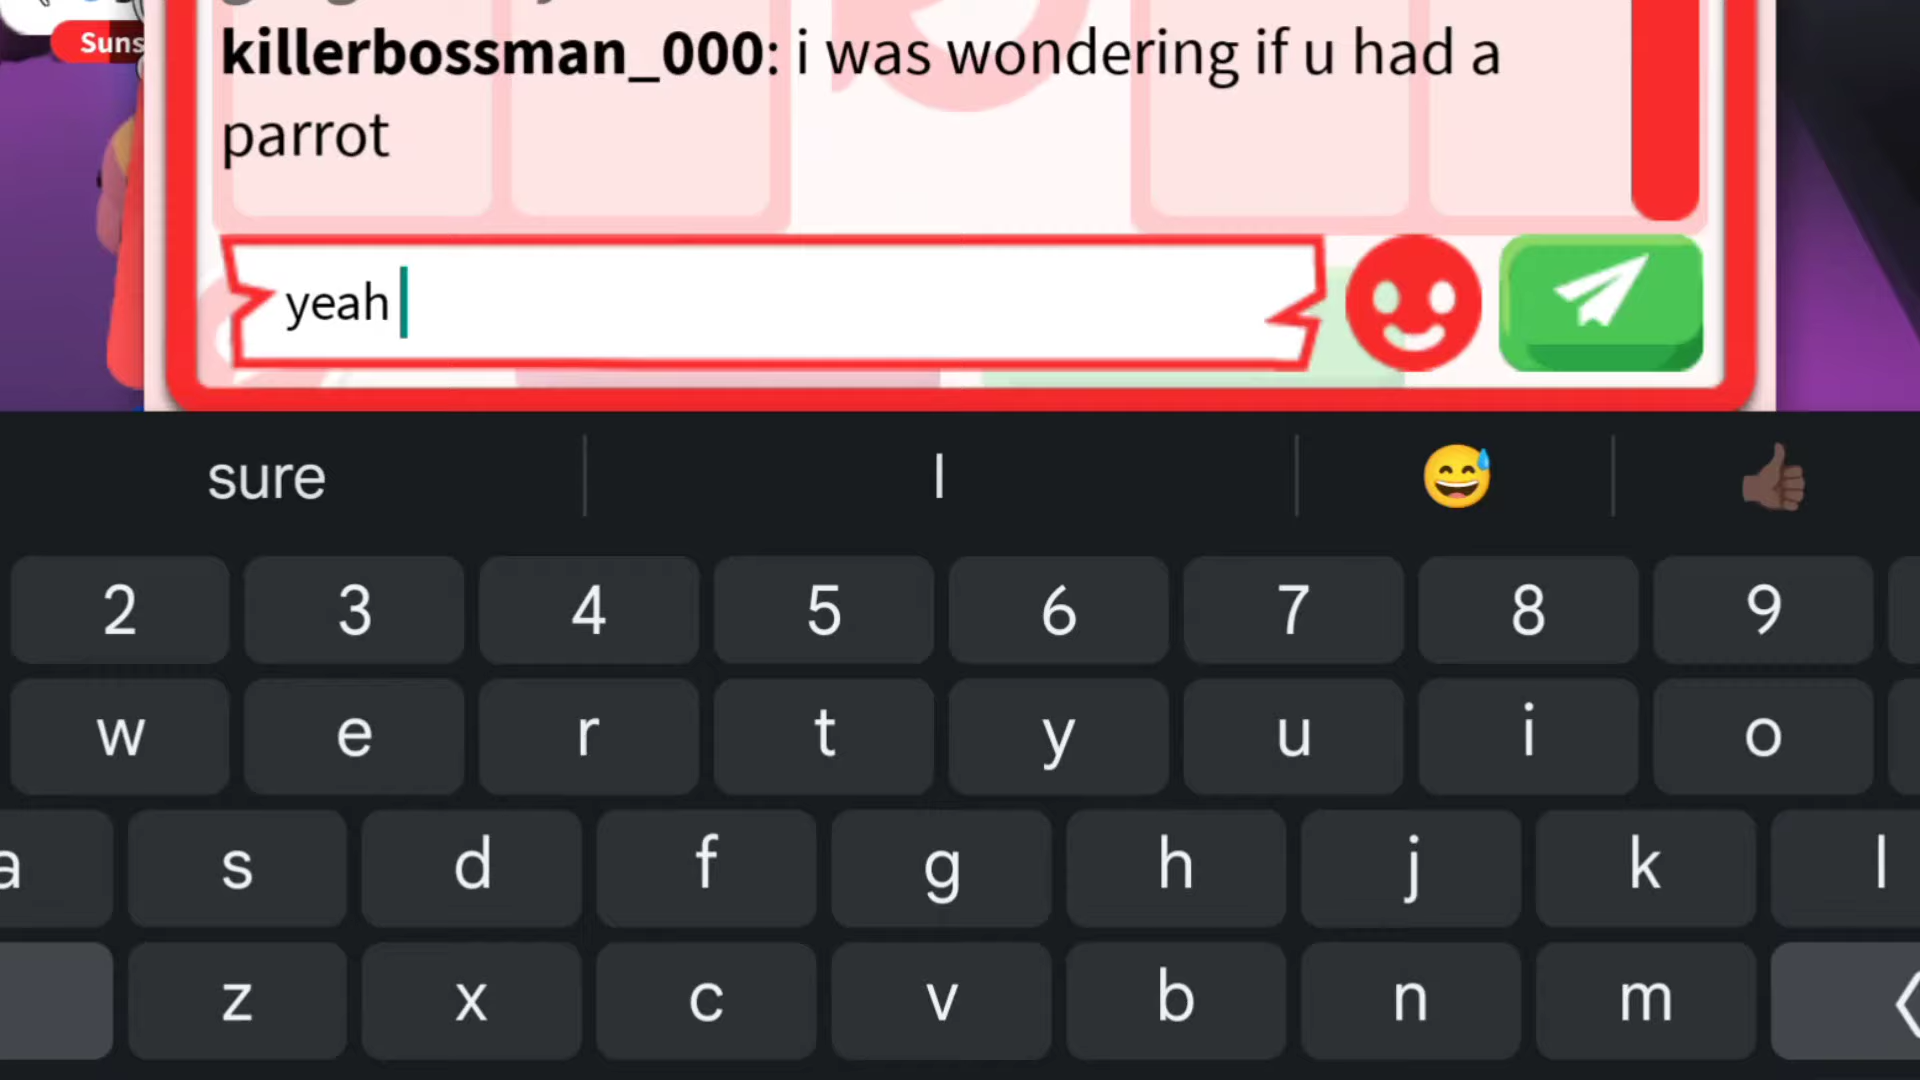 Suns
killerbossman_000: i was wondering if u had a
parrot
yeah
sure I 😅 👍🏿
2 3 4 5 6 7 8 9
w e r t y u i o
a s d f g h j k l
z x c v b n m